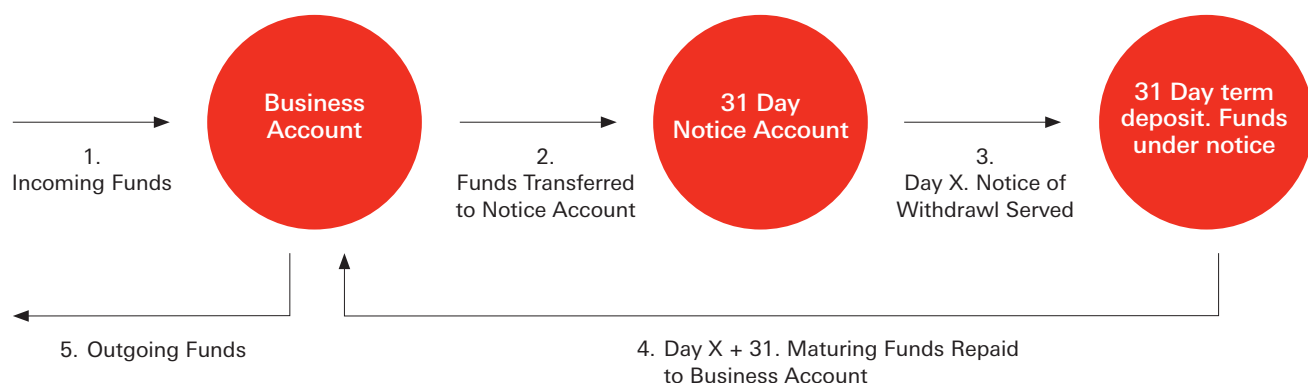 Business
Account
31 Day
Notice Account
31 Day term
deposit. Funds
under notice
1.
Incoming Funds
2.
Funds Transferred
to Notice Account
3.
Day X. Notice of
Withdrawl Served
5. Outgoing Funds
4. Day X + 31. Maturing Funds Repaid
to Business Account